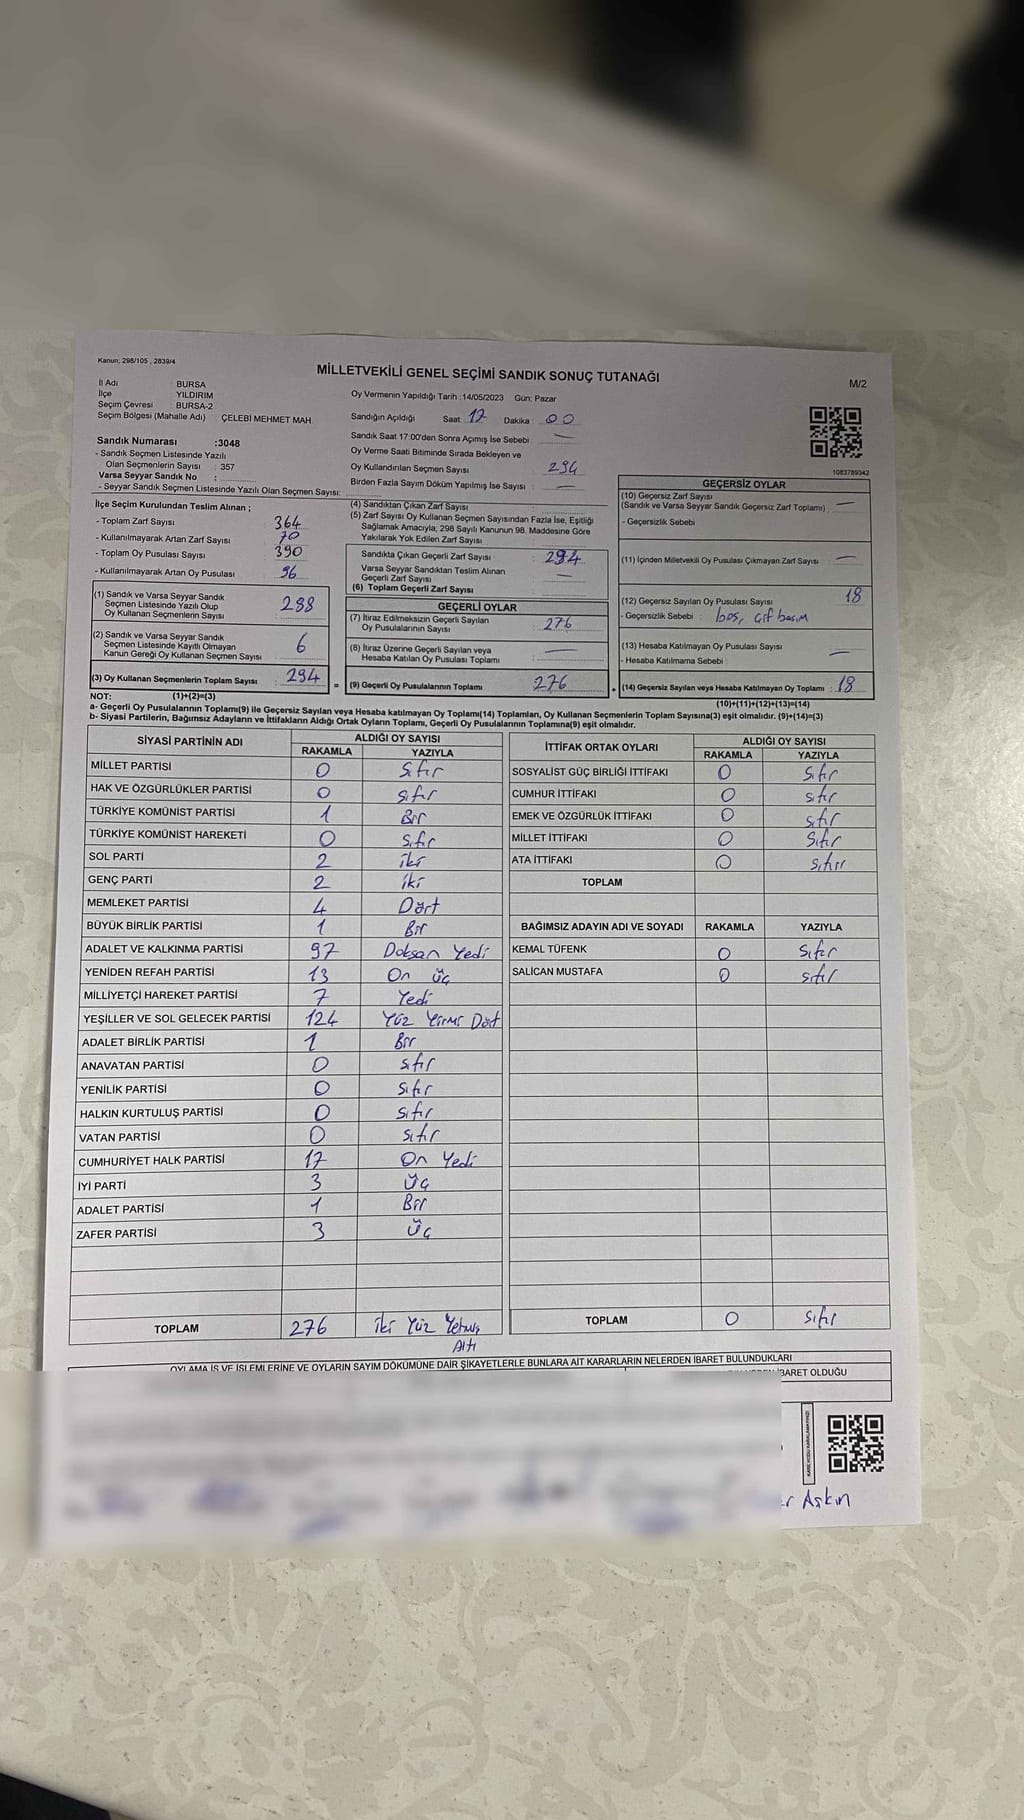 Kanun; 298/105 , 2839/4
MİLLETVEKİLİ GENEL SEÇİMİ SANDIK SONUÇ TUTANAĞI
M/2
İl Adı : BURSA
İlçe : YILDIRIM
Seçim Çevresi : BURSA-2
Seçim Bölgesi (Mahalle Adı) : ÇELEBİ MEHMET MAH
Sandık Numarası :3048
- Sandık Seçmen Listesinde Yazılı
Olan Seçmenlerin Sayısı : 357
Varsa Seyyar Sandık No :
- Seyyar Sandık Seçmen Listesinde Yazılı Olan Seçmen Sayısı:
Oy Vermenin Yapıldığı Tarih :14/05/2023 Gün: Pazar
Sandığın Açıldığı Saat: 17 Dakika : 00
Sandık Saat 17:00'den Sonra Açımış İse Sebebi : —
Oy Verme Saati Bitiminde Sırada Bekleyen ve
Oy Kullandırılan Seçmen Sayısı : 294
Birden Fazla Sayım Döküm Yapılmış İse Sayısı : —
1083789342
İlçe Seçim Kurulundan Teslim Alınan ;
- Toplam Zarf Sayısı : 364
- Kullanılmayarak Artan Zarf Sayısı : 70
- Toplam Oy Pusulası Sayısı : 390
- Kullanılmayarak Artan Oy Pusulası : 96
(1) Sandık ve Varsa Seyyar Sandık
Seçmen Listesinde Yazılı Olup
Oy Kullanan Seçmenlerin Sayısı : 288
(2) Sandık ve Varsa Seyyar Sandık
Seçmen Listesinde Kayıtlı Olmayan
Kanun Gereği Oy Kullanan Seçmen Sayısı : 6
(3) Oy Kullanan Seçmenlerin Toplam Sayısı : 294 =
(4) Sandıktan Çıkan Zarf Sayısı :
(5) Zarf Sayısı Oy Kullanan Seçmen Sayısından Fazla İse, Eşitliği
Sağlamak Amacıyla; 298 Sayılı Kanunun 98. Maddesine Göre
Yakılarak Yok Edilen Zarf Sayısı :
Sandıkta Çıkan Geçerli Zarf Sayısı : 294
Varsa Seyyar Sandıktan Teslim Alınan
Geçerli Zarf Sayısı : —
(6) Toplam Geçerli Zarf Sayısı :
GEÇERLİ OYLAR
(7) İtiraz Edilmeksizin Geçerli Sayılan
Oy Pusulalarının Sayısı : 276
(8) İtiraz Üzerine Geçerli Sayılan veya
Hesaba Katılan Oy Pusulası Toplamı : —
(9) Geçerli Oy Pusulalarının Toplamı : 276 +
GEÇERSİZ OYLAR
(10) Geçersiz Zarf Sayısı
(Sandık ve Varsa Seyyar Sandık Geçersiz Zarf Toplamı) : —
- Geçersizlik Sebebi :
(11) İçinden Milletvekili Oy Pusulası Çıkmayan Zarf Sayısı : —
(12) Geçersiz Sayılan Oy Pusulası Sayısı : 18
- Geçersizlik Sebebi : boş, çift basım
(13) Hesaba Katılmayan Oy Pusulası Sayısı : —
- Hesaba Katılmama Sebebi :
(14) Geçersiz Sayılan veya Hesaba Katılmayan Oy Toplamı : 18
NOT: (1)+(2)=(3)
(10)+(11)+(12)+(13)=(14)
a- Geçerli Oy Pusulalarının Toplamı(9) ile Geçersiz Sayılan veya Hesaba katılmayan Oy Toplamı(14) Toplamları, Oy Kullanan Seçmenlerin Toplam Sayısına(3) eşit olmalıdır. (9)+(14)=(3)
b- Siyasi Partilerin, Bağımsız Adayların ve İttifakların Aldığı Ortak Oyların Toplamı, Geçerli Oy Pusulalarının Toplamına(9) eşit olmalıdır.
SİYASİ PARTİNİN ADI ALDIĞI OY SAYISI
RAKAMLA YAZIYLA
MİLLET PARTİSİ 0 Sıfır
HAK VE ÖZGÜRLÜKLER PARTİSİ 0 Sıfır
TÜRKİYE KOMÜNİST PARTİSİ 1 Bir
TÜRKİYE KOMÜNİST HAREKETİ 0 Sıfır
SOL PARTİ 2 iki
GENÇ PARTİ 2 iki
MEMLEKET PARTİSİ 4 Dört
BÜYÜK BİRLİK PARTİSİ 1 Bir
ADALET VE KALKINMA PARTİSİ 97 Doksan Yedi
YENİDEN REFAH PARTİSİ 13 On Üç
MİLLİYETÇİ HAREKET PARTİSİ 7 Yedi
YEŞİLLER VE SOL GELECEK PARTİSİ 124 Yüz Yirmi Dört
ADALET BİRLİK PARTİSİ 1 Bir
ANAVATAN PARTİSİ 0 Sıfır
YENİLİK PARTİSİ 0 Sıfır
HALKIN KURTULUŞ PARTİSİ 0 Sıfır
VATAN PARTİSİ 0 Sıfır
CUMHURİYET HALK PARTİSİ 17 On Yedi
İYİ PARTİ 3 Üç
ADALET PARTİSİ 1 Bir
ZAFER PARTİSİ 3 Üç
TOPLAM 276 iki Yüz Yetmiş
Altı
İTTİFAK ORTAK OYLARI ALDIĞI OY SAYISI
RAKAMLA YAZIYLA
SOSYALİST GÜÇ BİRLİĞİ İTTİFAKI 0 Sıfır
CUMHUR İTTİFAKI 0 Sıfır
EMEK VE ÖZGÜRLÜK İTTİFAKI 0 Sıfır
MİLLET İTTİFAKI 0 Sıfır
ATA İTTİFAKI 0 Sıfır
TOPLAM
BAĞIMSIZ ADAYIN ADI VE SOYADI RAKAMLA YAZIYLA
KEMAL TÜFENK 0 Sıfır
SALİCAN MUSTAFA 0 Sıfır
TOPLAM 0 Sıfır
OYLAMA İŞ VE İŞLEMLERİNE VE OYLARIN SAYIM DÖKÜMÜNE DAİR ŞİKAYETLERLE BUNLARA AİT KARARLARIN NELERDEN İBARET BULUNDUKLARI
İBARET OLDUĞU
KARE KODU KARALAMAYINIZ!
Aşkın